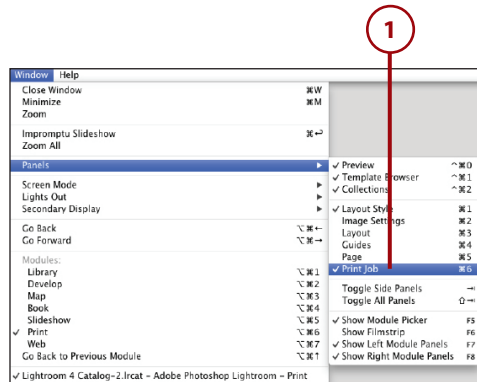 1
Window Help
Close Window ⌘W
Minimize ⌘M
Zoom
Impromptu Slideshow ⌘↩
Zoom All
Panels ▶
Screen Mode ▶
Lights Out ▶
Secondary Display ▶
Go Back ⌥⌘←
Go Forward ⌥⌘→
Modules:
Library ⌥⌘1
Develop ⌥⌘2
Map ⌥⌘3
Book ⌥⌘4
Slideshow ⌥⌘5
✓ Print ⌥⌘6
Web ⌥⌘7
Go Back to Previous Module ⌥⌘↑
✓ Lightroom 4 Catalog-2.lrcat - Adobe Photoshop Lightroom - Print
✓ Preview ^⌘0
✓ Template Browser ^⌘1
✓ Collections ^⌘2
✓ Layout Style ⌘1
Image Settings ⌘2
Layout ⌘3
Guides ⌘4
Page ⌘5
✓ Print Job ⌘6
Toggle Side Panels ⇥
Toggle All Panels ⇧⇥
✓ Show Module Picker F5
Show Filmstrip F6
✓ Show Left Module Panels F7
✓ Show Right Module Panels F8